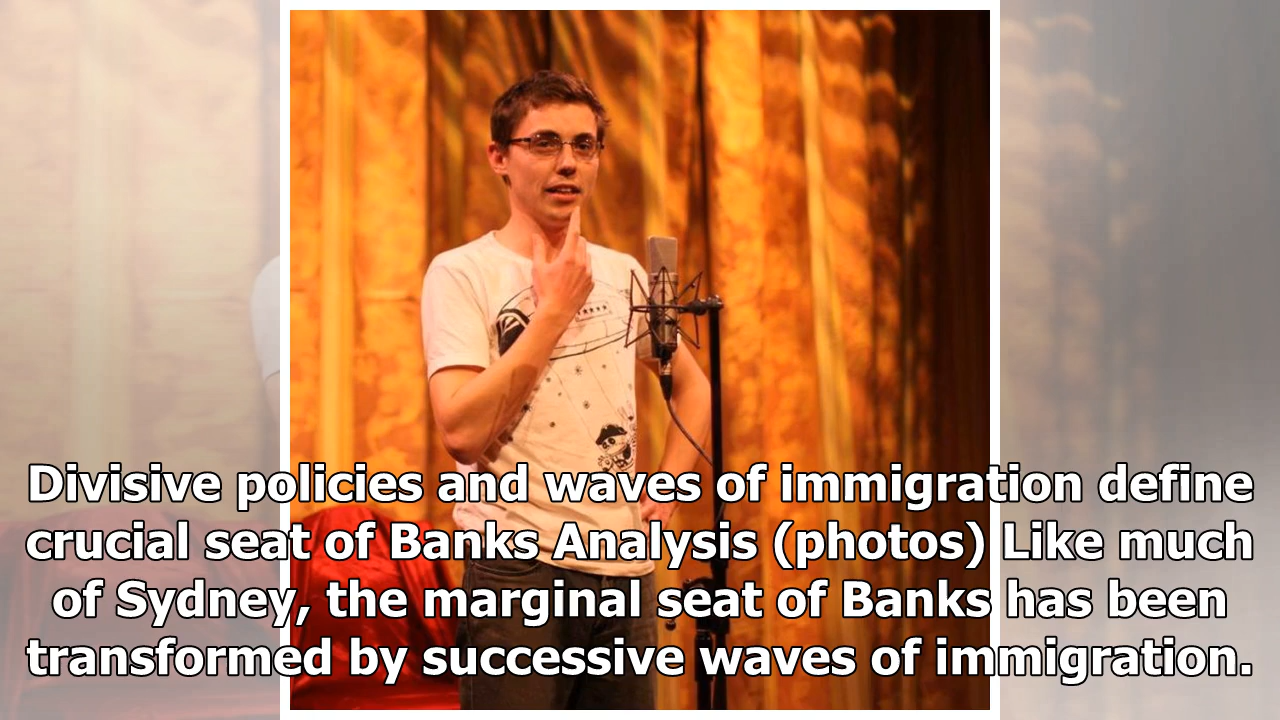 Divisive policies and waves of immigration define
crucial seat of Banks Analysis (photos) Like much
of Sydney, the marginal seat of Banks has been
transformed by successive waves of immigration.